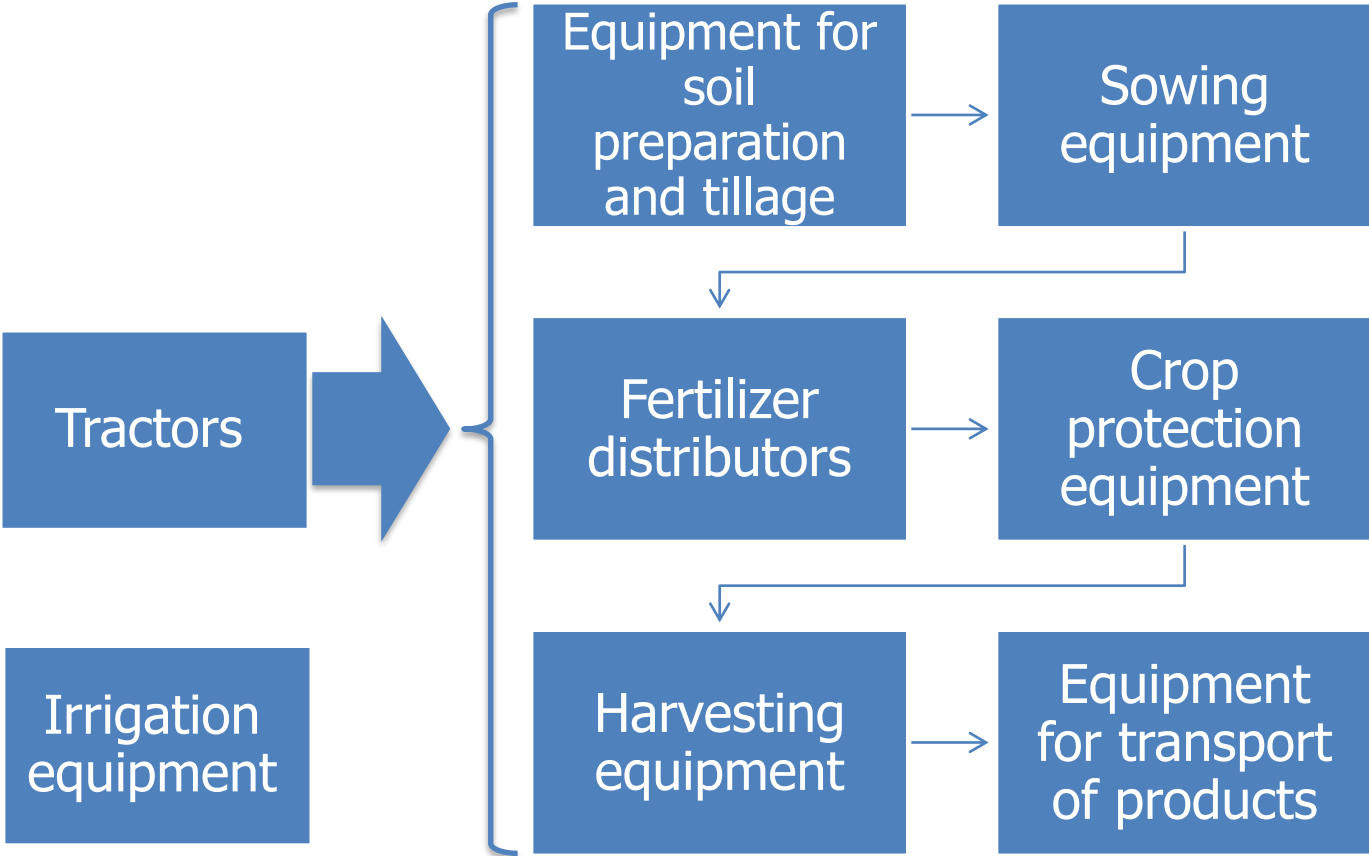 Equipment for
soil
preparation
and tillage
Sowing
equipment
Tractors
Fertilizer
distributors
Crop
protection
equipment
Irrigation
equipment
Harvesting
equipment
Equipment
for transport
of products